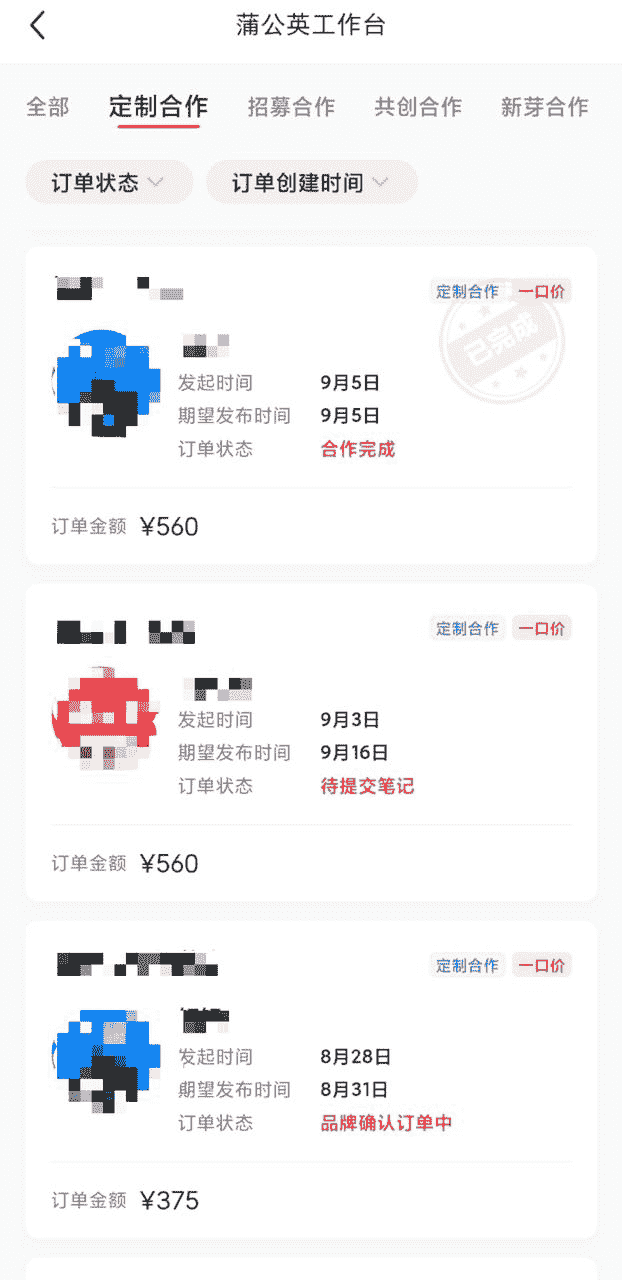 蒲公英工作台
全部 定制合作 招募合作 共创合作 新芽合作
订单状态 订单创建时间
定制合作 一口价
已完成
发起时间 9月5日
期望发布时间 9月5日
订单状态 合作完成
订单金额 ¥560
定制合作 一口价
发起时间 9月3日
期望发布时间 9月16日
订单状态 待提交笔记
订单金额 ¥560
定制合作 一口价
发起时间 8月28日
期望发布时间 8月31日
订单状态 品牌确认订单中
订单金额 ¥375